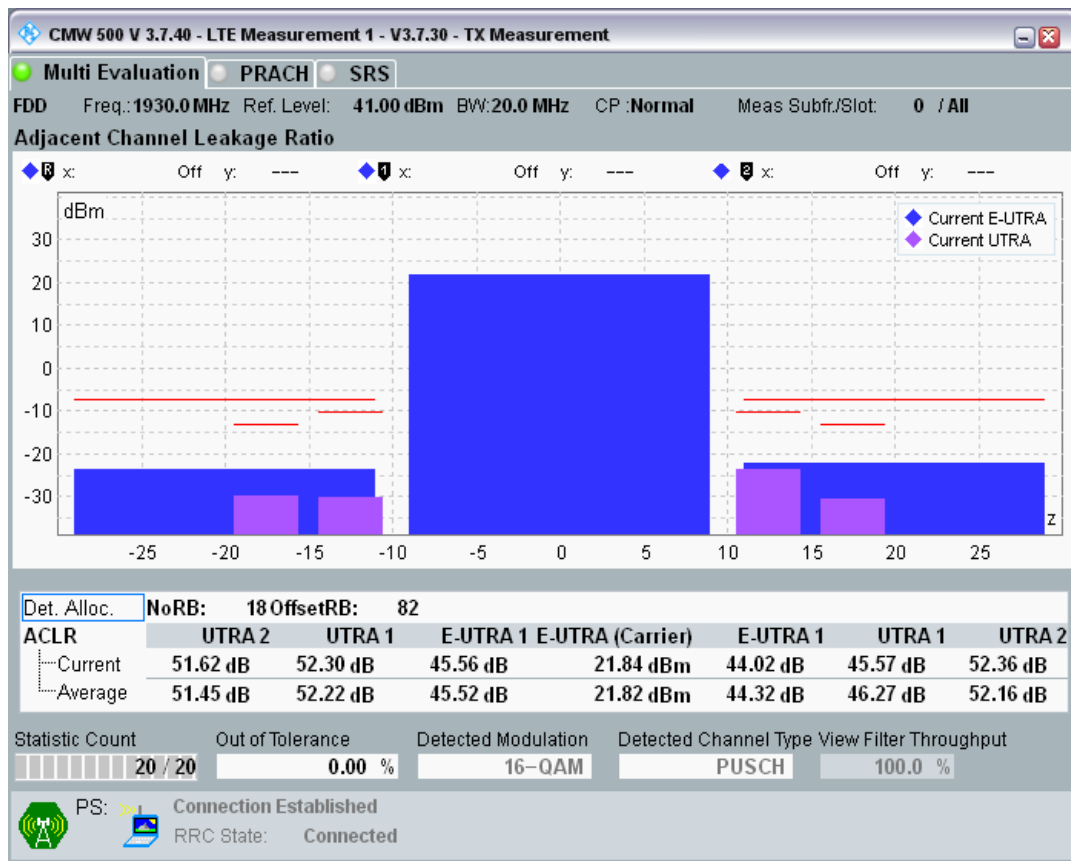 CMW 500 V 3.7.40 - LTE Measurement 1 - V3.7.30 - TX Measurement
Multi Evaluation PRACH SRS
FDD Freq.:1930.0 MHz Ref. Level: 41.00 dBm BW:20.0 MHz CP :Normal Meas Subfr./Slot: 0 / All
Adjacent Channel Leakage Ratio
R x: Off y: --- 1 x: Off y: --- 2 x: Off y: ---
dBm
Current E-UTRA
Current UTRA
30
20
10
0
-10
-20
-30
z
-25 -20 -15 -10 -5 0 5 10 15 20 25
Det. Alloc. NoRB: 18 OffsetRB: 82
ACLR UTRA 2 UTRA 1 E-UTRA 1 E-UTRA (Carrier) E-UTRA 1 UTRA 1 UTRA 2
Current 51.62 dB 52.30 dB 45.56 dB 21.84 dBm 44.02 dB 45.57 dB 52.36 dB
Average 51.45 dB 52.22 dB 45.52 dB 21.82 dBm 44.32 dB 46.27 dB 52.16 dB
Statistic Count Out of Tolerance Detected Modulation Detected Channel Type View Filter Throughput
20 / 20 0.00 % 16-QAM PUSCH 100.0 %
PS: Connection Established
RRC State: Connected